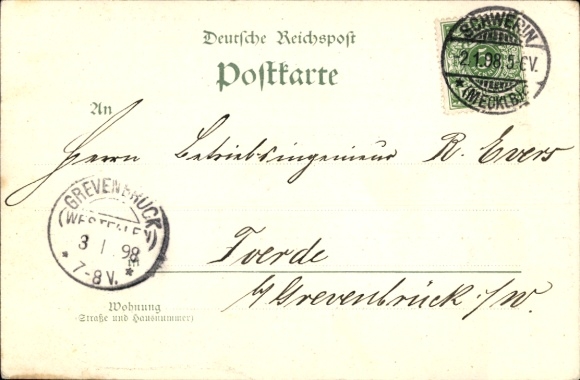 Deutsche Reichspost
Postkarte
SCHWERIN
2.1.98.5-6V.
* (MECKLB) *
An
Herrn Betriebsingenieur R. Evers
GREVENBRÜCK
(WESTFALEN)
3 1 98
* 7-8V. *
Förde
b/Grevenbrück i/W.
Wohnung
(Straße und Hausnummer)